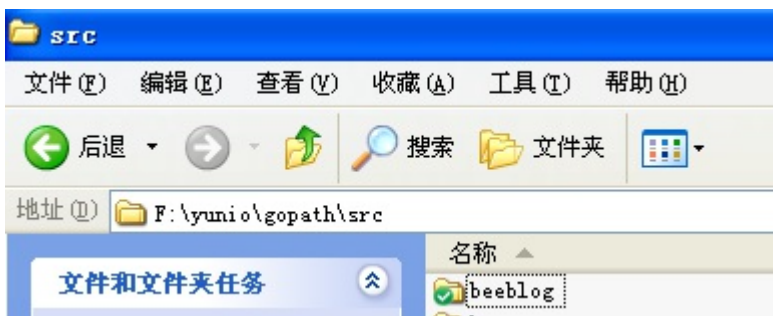 src
文件(F) 编辑(E) 查看(V) 收藏(A) 工具(T) 帮助(H)
后退 搜索 文件夹
地址(D) F:\yunio\gopath\src
名称
文件和文件夹任务
beeblog